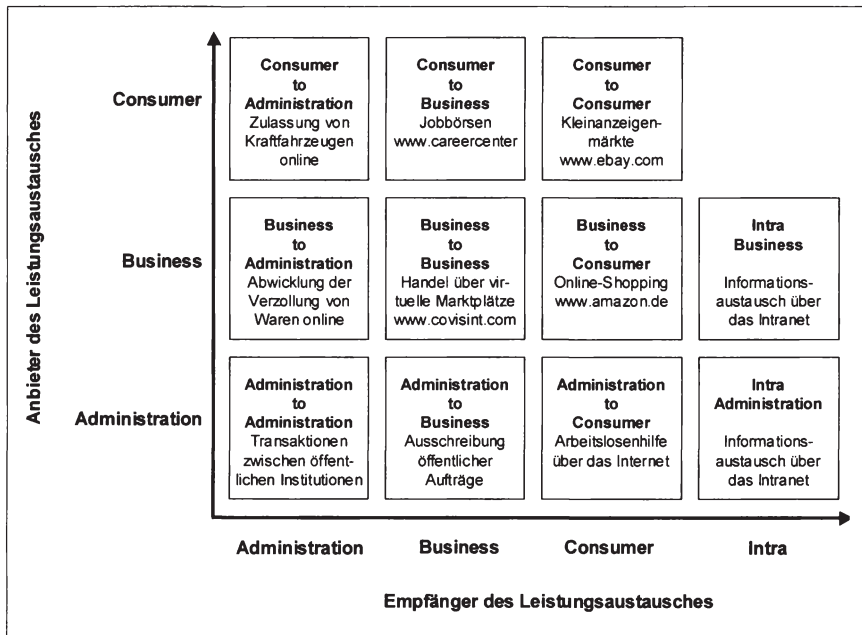 Anbieter des Leistungsaustausches
Consumer
Consumer
to
Administration
Zulassung von
Kraftfahrzeugen
online
Consumer
to
Business
Jobbörsen
www.careercenter
Consumer
to
Consumer
Kleinanzeigen-
märkte
www.ebay.com
Business
Business
to
Administration
Abwicklung der
Verzollung von
Waren online
Business
to
Business
Handel über vir-
tuelle Marktplätze
www.covisint.com
Business
to
Consumer
Online-Shopping
www.amazon.de
Intra
Business
Informations-
austausch über
das Intranet
Administration
Administration
to
Administration
Transaktionen
zwischen öffent-
lichen Institutionen
Administration
to
Business
Ausschreibung
öffentlicher
Aufträge
Administration
to
Consumer
Arbeitslosenhilfe
über das Internet
Intra
Administration
Informations-
austausch über
das Intranet
Administration
Business
Consumer
Intra
Empfänger des Leistungsaustausches